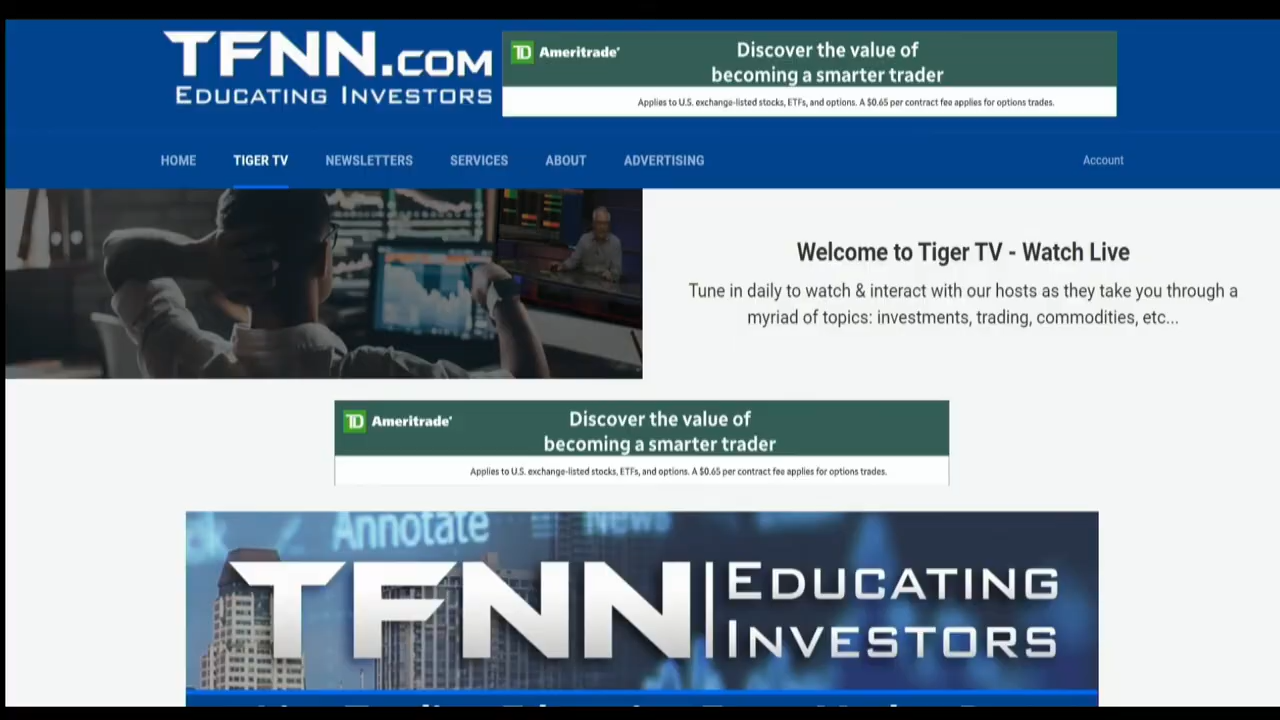 TFNN.COM
EDUCATING INVESTORS
TD Ameritrade
Discover the value of
becoming a smarter trader
Applies to U.S. exchange-listed stocks, ETFs, and options. A $0.65 per contract fee applies for options trades.
HOME TIGER TV NEWSLETTERS SERVICES ABOUT ADVERTISING Account
Welcome to Tiger TV - Watch Live
Tune in daily to watch & interact with our hosts as they take you through a
myriad of topics: investments, trading, commodities, etc...
TD Ameritrade
Discover the value of
becoming a smarter trader
Applies to U.S. exchange-listed stocks, ETFs, and options. A $0.65 per contract fee applies for options trades.
Annotate News
TFNN EDUCATING
INVESTORS